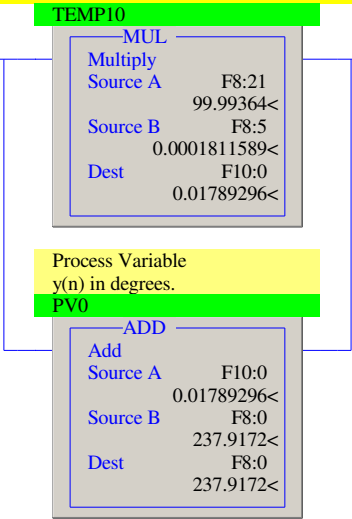 TEMP10
MUL
Multiply
Source A F8:21
99.99364<
Source B F8:5
0.0001811589<
Dest F10:0
0.01789296<
Process Variable
y(n) in degrees.
PV0
ADD
Add
Source A F10:0
0.01789296<
Source B F8:0
237.9172<
Dest F8:0
237.9172<